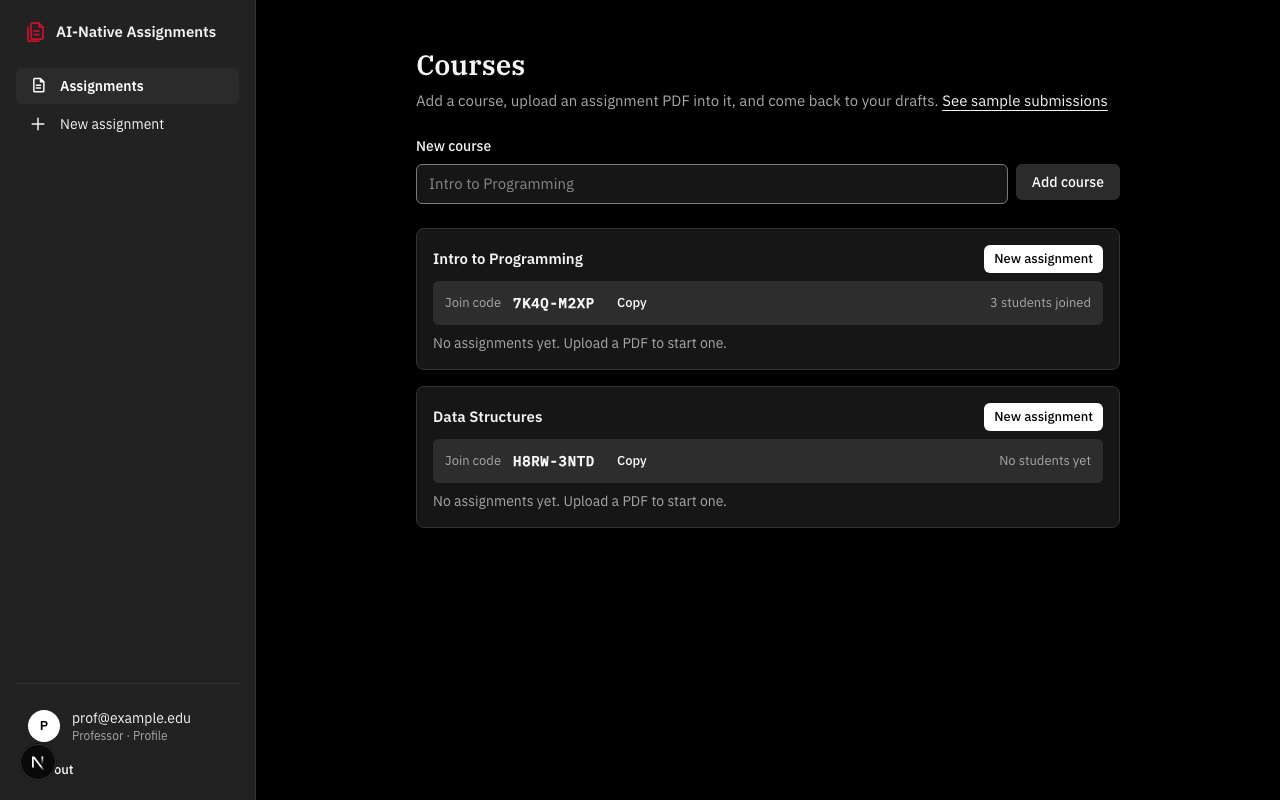 AI-Native Assignments
Assignments
New assignment
prof@example.edu
Professor · Profile
N out
Courses
Add a course, upload an assignment PDF into it, and come back to your drafts. See sample submissions
New course
Intro to Programming
Add course
Intro to Programming
New assignment
Join code 7K4Q-M2XP Copy 3 students joined
No assignments yet. Upload a PDF to start one.
Data Structures
New assignment
Join code H8RW-3NTD Copy No students yet
No assignments yet. Upload a PDF to start one.